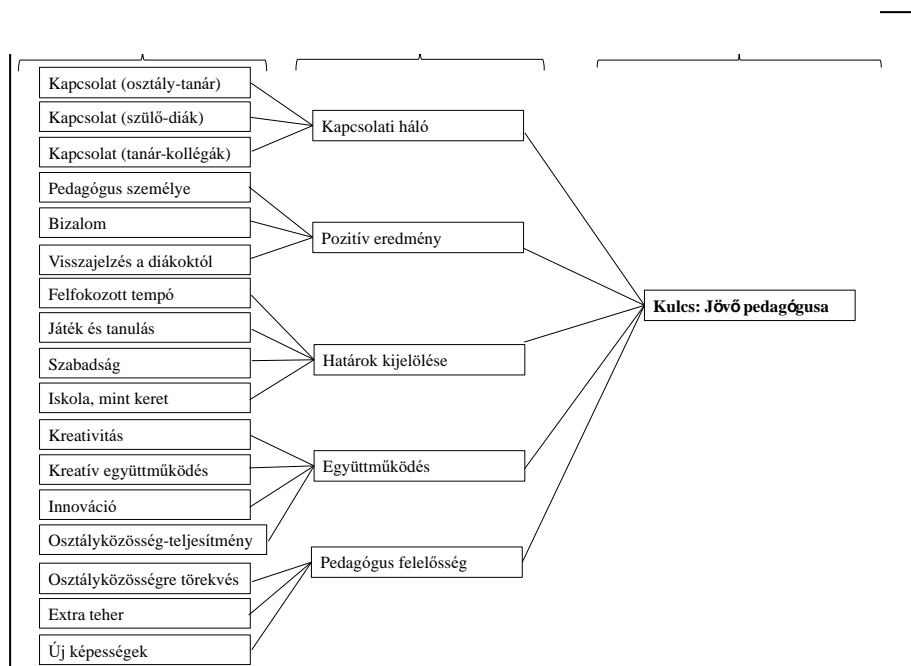 Kapcsolat (osztály-tanár)
Kapcsolat (szülő-diák)
Kapcsolat (tanár-kollégák)
Pedagógus személye
Bizalom
Visszajelzés a diákoktól
Felfokozott tempó
Játék és tanulás
Szabadság
Iskola, mint keret
Kreativitás
Kreatív együttműködés
Innováció
Osztályközösség-teljesítmény
Osztályközösségre törekvés
Extra teher
Új képességek
Kapcsolati háló
Pozitív eredmény
Határok kijelölése
Együttműködés
Pedagógus felelősség
Kulcs: Jövő pedagógusa